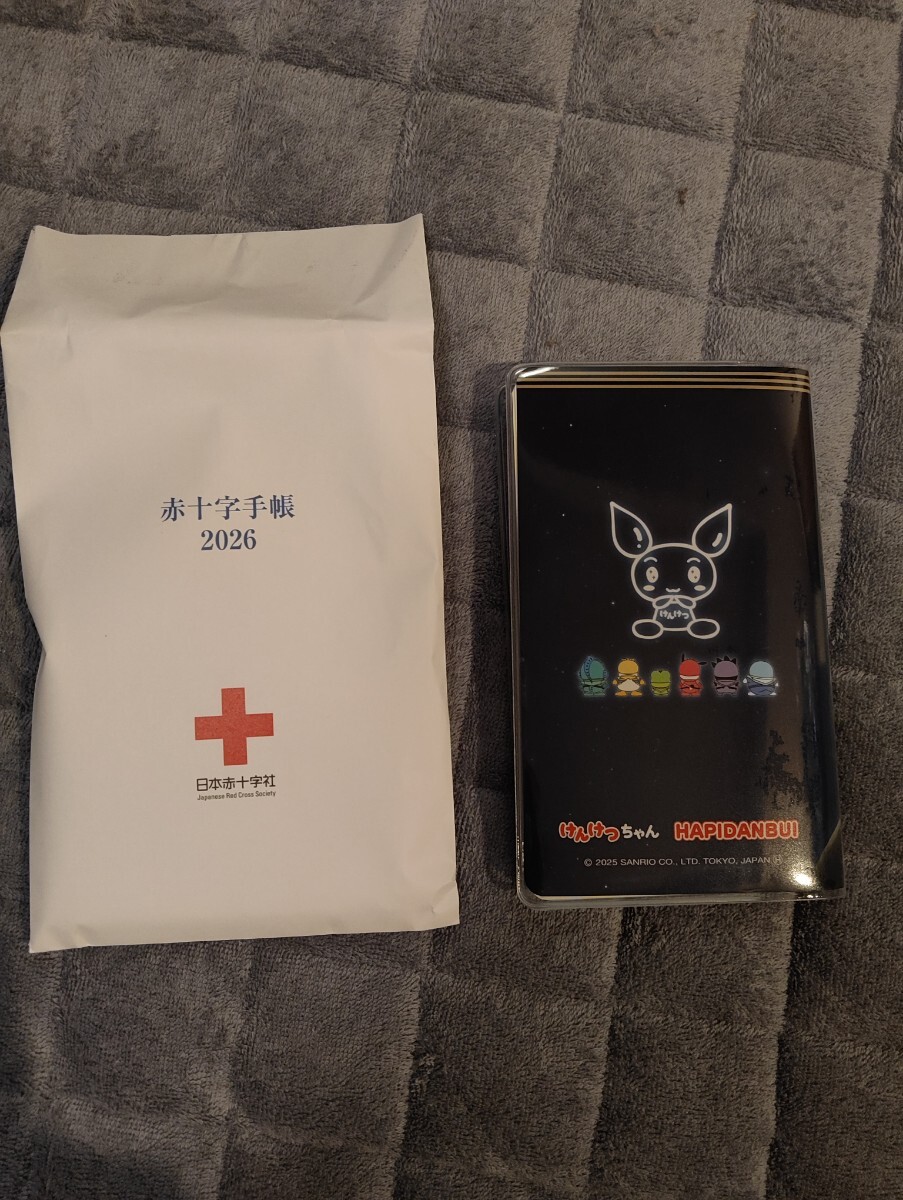 赤十字手帳
2026
日本赤十字社
Japanese Red Cross Society
けんけつ
けんけつちゃん HAPIDANBUI
© 2025 SANRIO CO., LTD. TOKYO, JAPAN Ⓗ